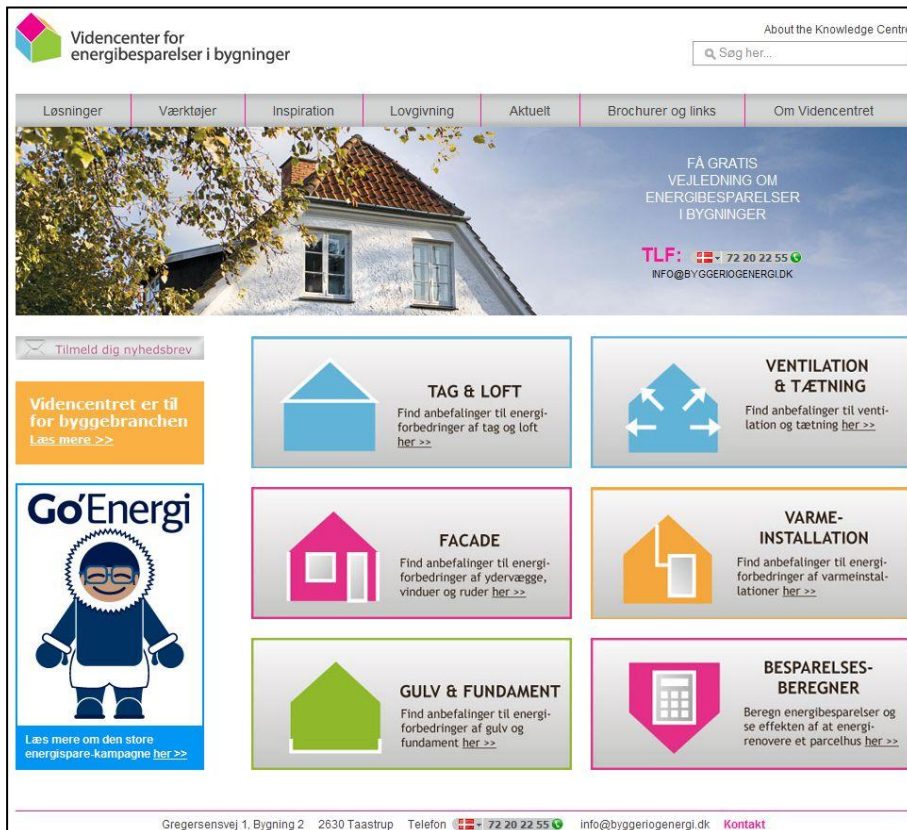 Videncenter for
energibesparelser i bygninger
About the Knowledge Centre
Søg her...
Løsninger
Værktøjer
Inspiration
Lovgivning
Aktuelt
Brochurer og links
Om Videncentret
FÅ GRATIS
VEJLEDNING OM
ENERGIBESPARELSER
I BYGNINGER
TLF: 72 20 22 55
INFO@BYGGERIOGENERGI.DK
Tilmeld dig nyhedsbrev
Videncentret er til
for byggebranchen
Læs mere >>
Go'Energi
Læs mere om den store
energispare-kampagne her >>
TAG & LOFT
Find anbefalinger til energi-
forbedringer af tag og loft
her >>
VENTILATION
& TÆTNING
Find anbefalinger til venti-
lation og tætning her >>
FACADE
Find anbefalinger til energi-
forbedringer af ydervægge,
vinduer og ruder her >>
VARME-
INSTALLATION
Find anbefalinger til energi-
forbedringer af varmeinstal-
lationer her >>
GULV & FUNDAMENT
Find anbefalinger til energi-
forbedringer af gulv og
fundament her >>
BESPARELSES-
BEREGNER
Beregn energibesparelser og
se effekten af at energi-
renovere et parcelhus her >>
Gregersensvej 1, Bygning 2 2630 Taastrup Telefon 72 20 22 55 info@byggeriogenergi.dk Kontakt